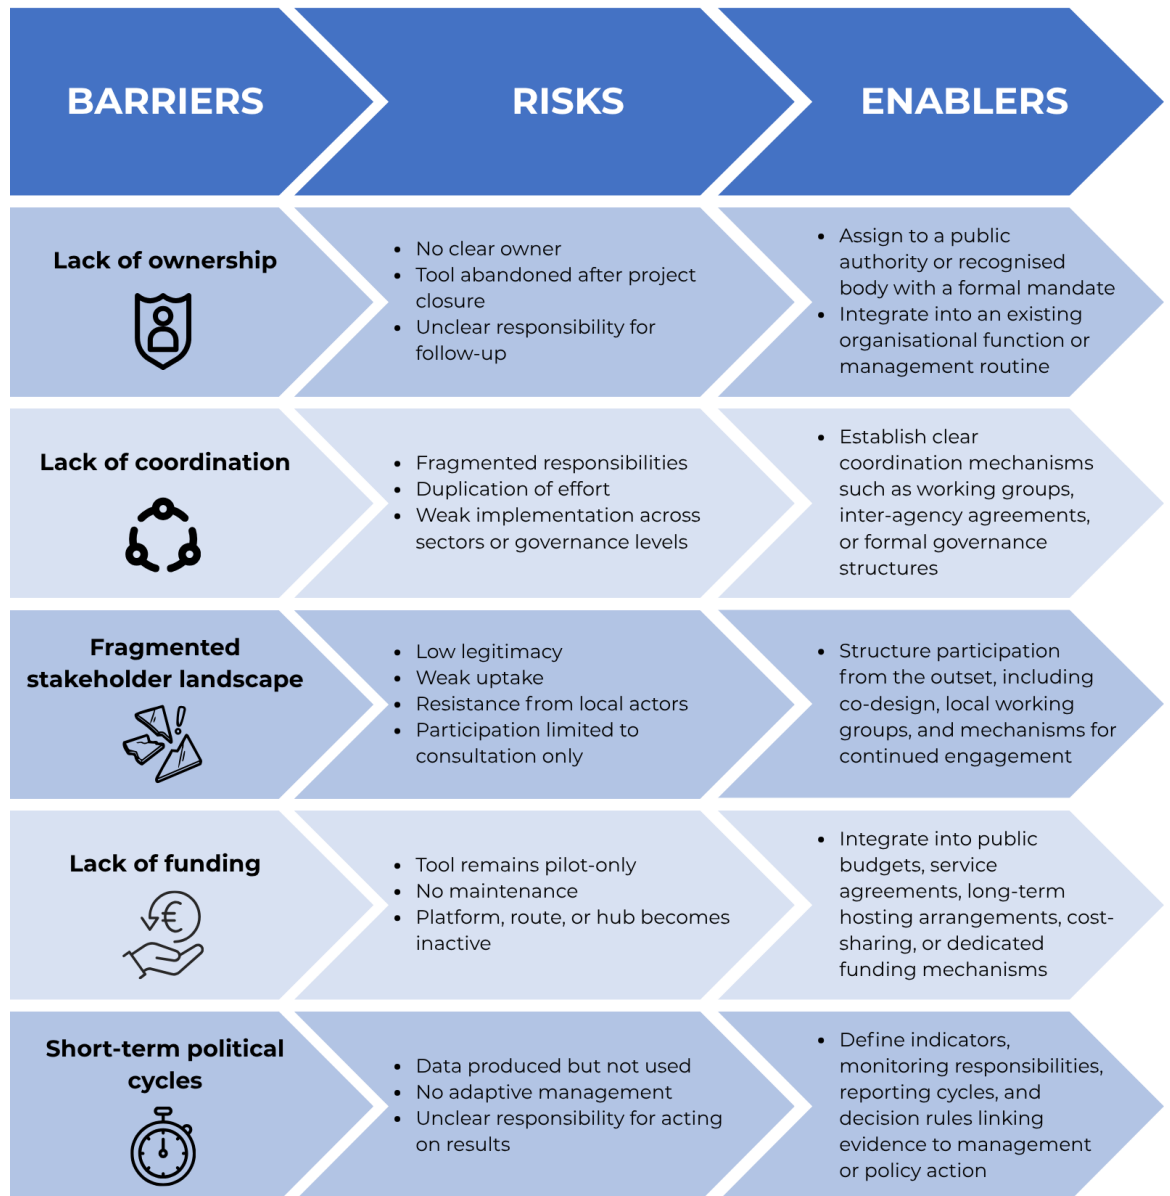 BARRIERS
RISKS
ENABLERS
Lack of ownership
• No clear owner
• Tool abandoned after project
closure
• Unclear responsibility for
follow-up
• Assign to a public
authority or recognised
body with a formal mandate
• Integrate into an existing
organisational function or
management routine
Lack of coordination
• Fragmented responsibilities
• Duplication of effort
• Weak implementation across
sectors or governance levels
• Establish clear
coordination mechanisms
such as working groups,
inter-agency agreements,
or formal governance
structures
Fragmented
stakeholder landscape
• Low legitimacy
• Weak uptake
• Resistance from local actors
• Participation limited to
consultation only
• Structure participation
from the outset, including
co-design, local working
groups, and mechanisms for
continued engagement
Lack of funding
€
• Tool remains pilot-only
• No maintenance
• Platform, route, or hub becomes
inactive
• Integrate into public
budgets, service
agreements, long-term
hosting arrangements, cost-
sharing, or dedicated
funding mechanisms
Short-term political
cycles
• Data produced but not used
• No adaptive management
• Unclear responsibility for acting
on results
• Define indicators,
monitoring responsibilities,
reporting cycles, and
decision rules linking
evidence to management
or policy action